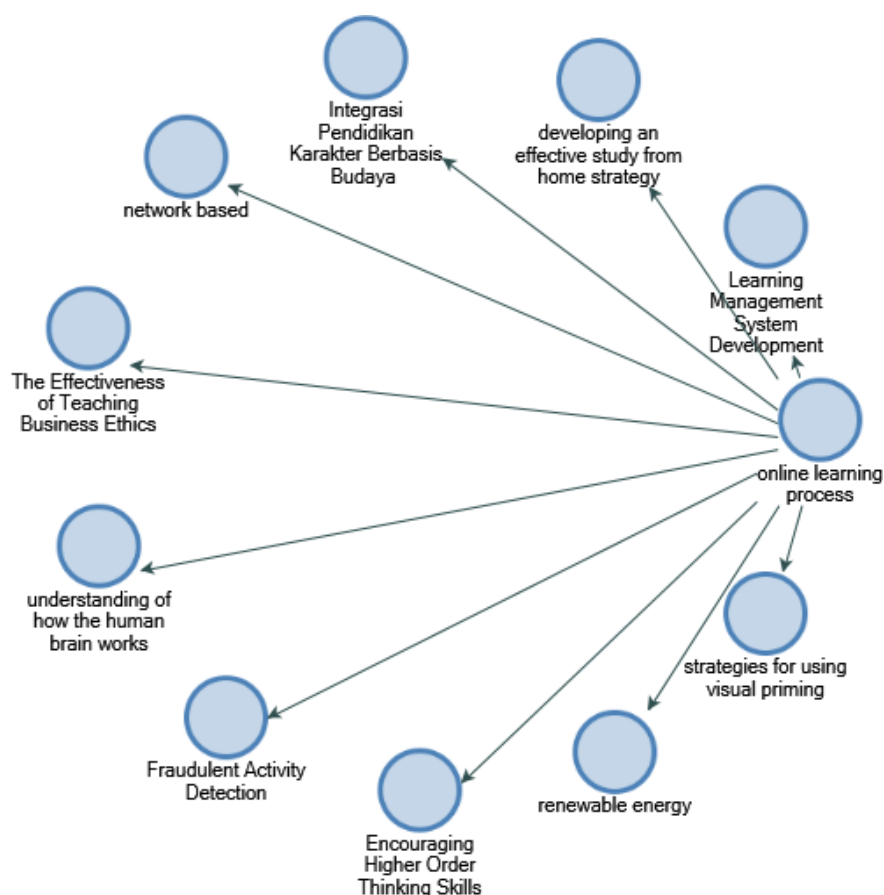 Integrasi
Pendidikan
Karakter Berbasis
Budaya
developing an
effective study from
home strategy
network based
Learning
Management
System
Development
The Effectiveness
of Teaching
Business Ethics
online learning
process
understanding of
how the human
brain works
strategies for using
visual priming
Fraudulent Activity
Detection
renewable energy
Encouraging
Higher Order
Thinking Skills